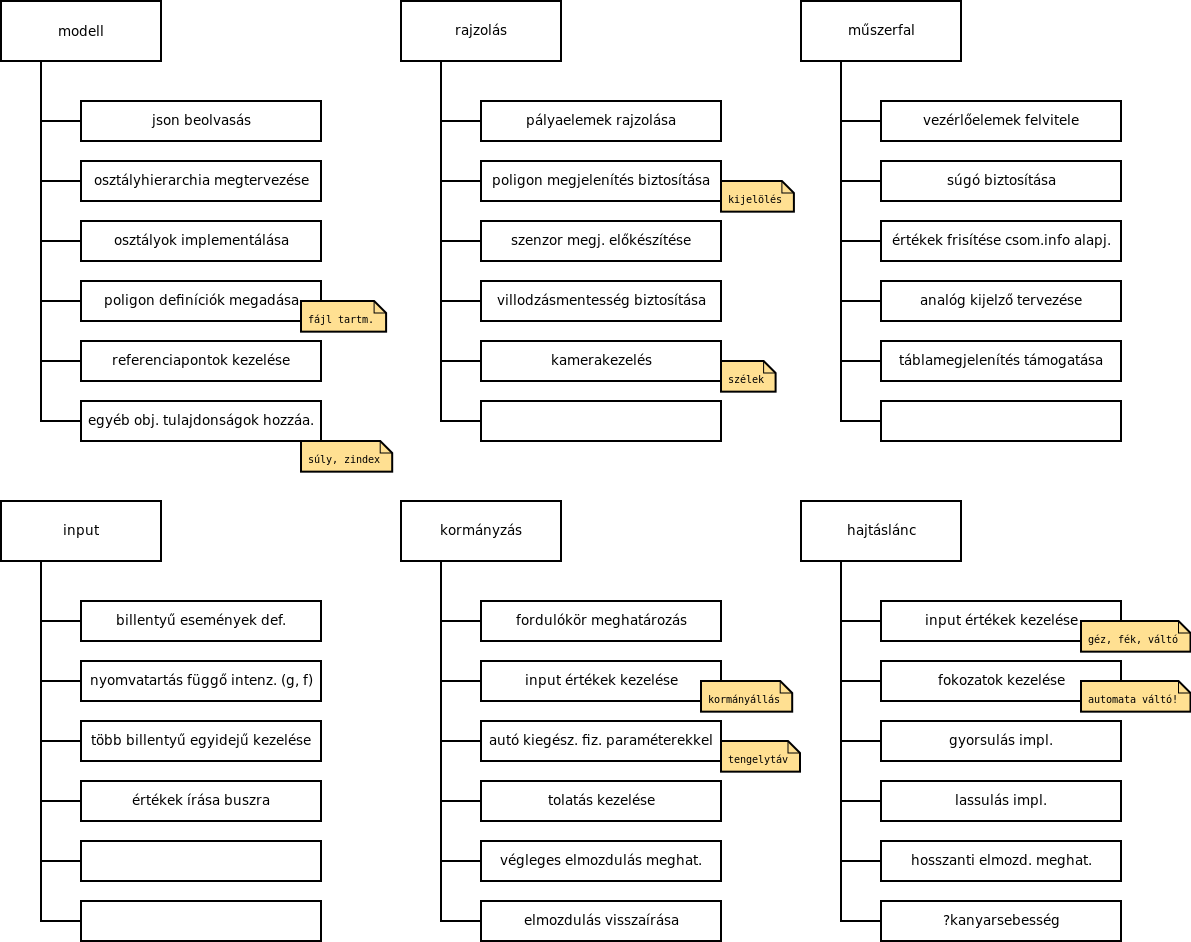 modell
json beolvasás
osztályhierarchia megtervezése
osztályok implementálása
poligon definíciók megadása
fájl tartm.
referenciapontok kezelése
egyéb obj. tulajdonságok hozzáa.
súly, zindex
rajzolás
pályaelemek rajzolása
poligon megjelenítés biztosítása
kijelölés
szenzor megj. előkészítése
villodzásmentesség biztosítása
kamerakezelés
szélek
műszerfal
vezérlőelemek felvitele
súgó biztosítása
értékek frisítése csom.info alapj.
analóg kijelző tervezése
táblamegjelenítés támogatása
input
billentyű események def.
nyomvatartás függő intenz. (g, f)
több billentyű egyidejű kezelése
értékek írása buszra
kormányzás
fordulókör meghatározás
input értékek kezelése
kormányállás
autó kiegész. fiz. paraméterekkel
tengelytáv
tolatás kezelése
végleges elmozdulás meghat.
elmozdulás visszaírása
hajtáslánc
input értékek kezelése
géz, fék, váltó
fokozatok kezelése
automata váltó!
gyorsulás impl.
lassulás impl.
hosszanti elmozd. meghat.
?kanyarsebesség